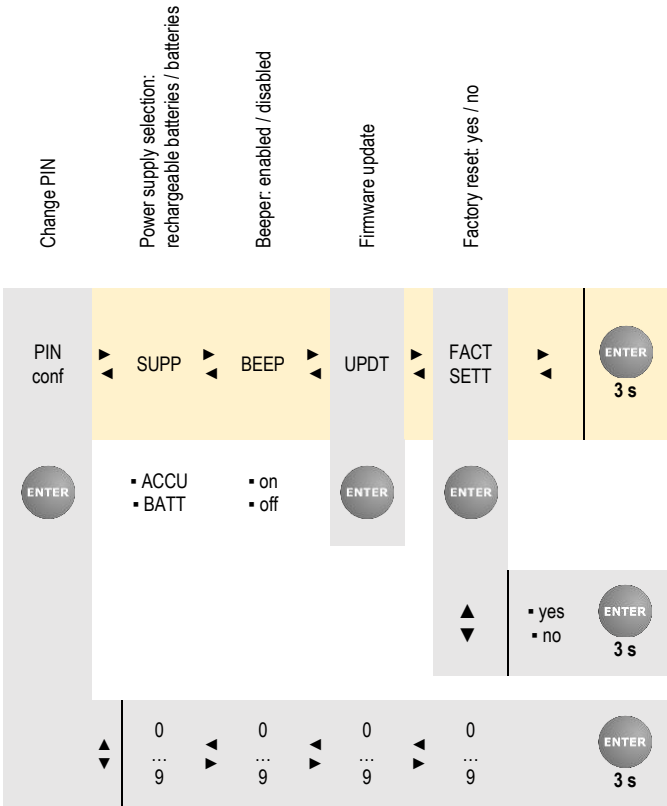 Change PIN
Power supply selection:
rechargeable batteries / batteries
Beeper: enabled / disabled
Firmware update
Factory reset: yes / no
PIN
conf
► ◄
SUPP
► ◄
BEEP
► ◄
UPDT
► ◄
FACT
SETT
► ◄
ENTER
3 s
ENTER
▪ ACCU
▪ BATT
▪ on
▪ off
ENTER
ENTER
▲
▼
▪ yes
▪ no
ENTER
3 s
▲
▼
0
…
9
◄ ►
0
…
9
◄ ►
0
…
9
◄ ►
0
…
9
ENTER
3 s